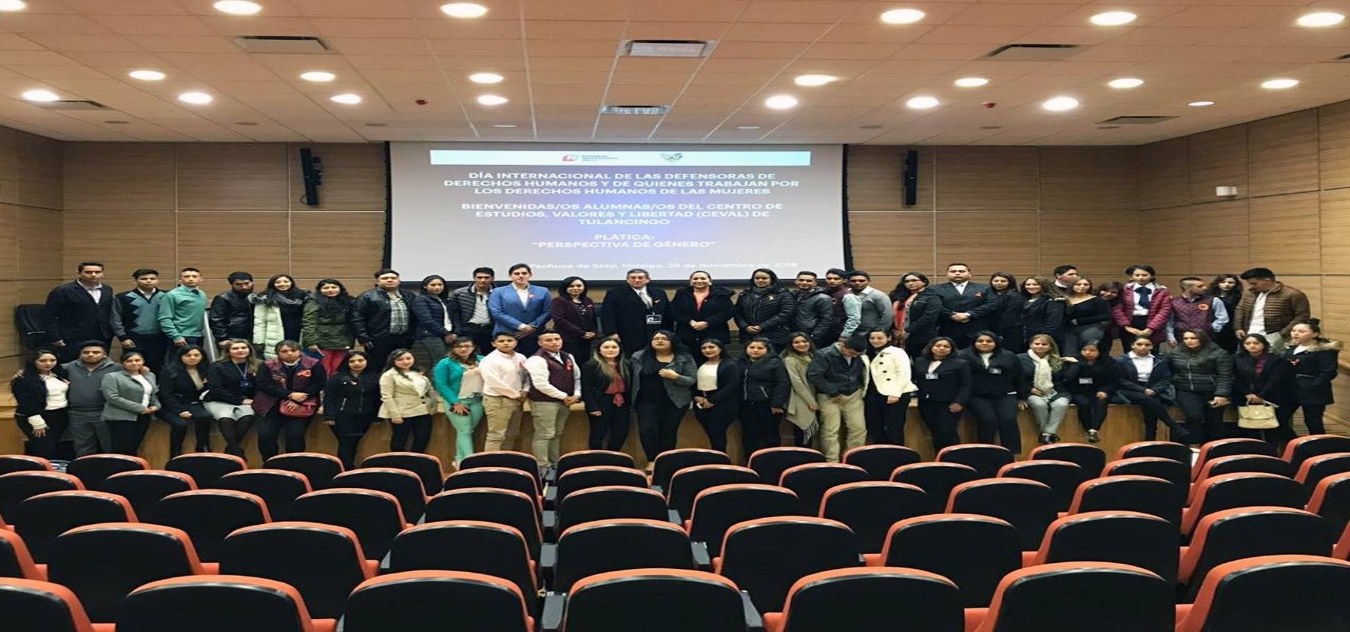 DÍA INTERNACIONAL DE LAS DEFENSORAS DE
DERECHOS HUMANOS Y DE QUIENES TRABAJAN POR
LOS DERECHOS HUMANOS DE LAS MUJERES
BIENVENIDAS/OS ALUMNAS/OS DEL CENTRO DE
ESTUDIOS, VALORES Y LIBERTAD (CEVAL) DE
TULANCINGO
PLÁTICA:
"PERSPECTIVA DE GÉNERO"
Pachuca de Soto, Hidalgo, 29 de Noviembre de 2018